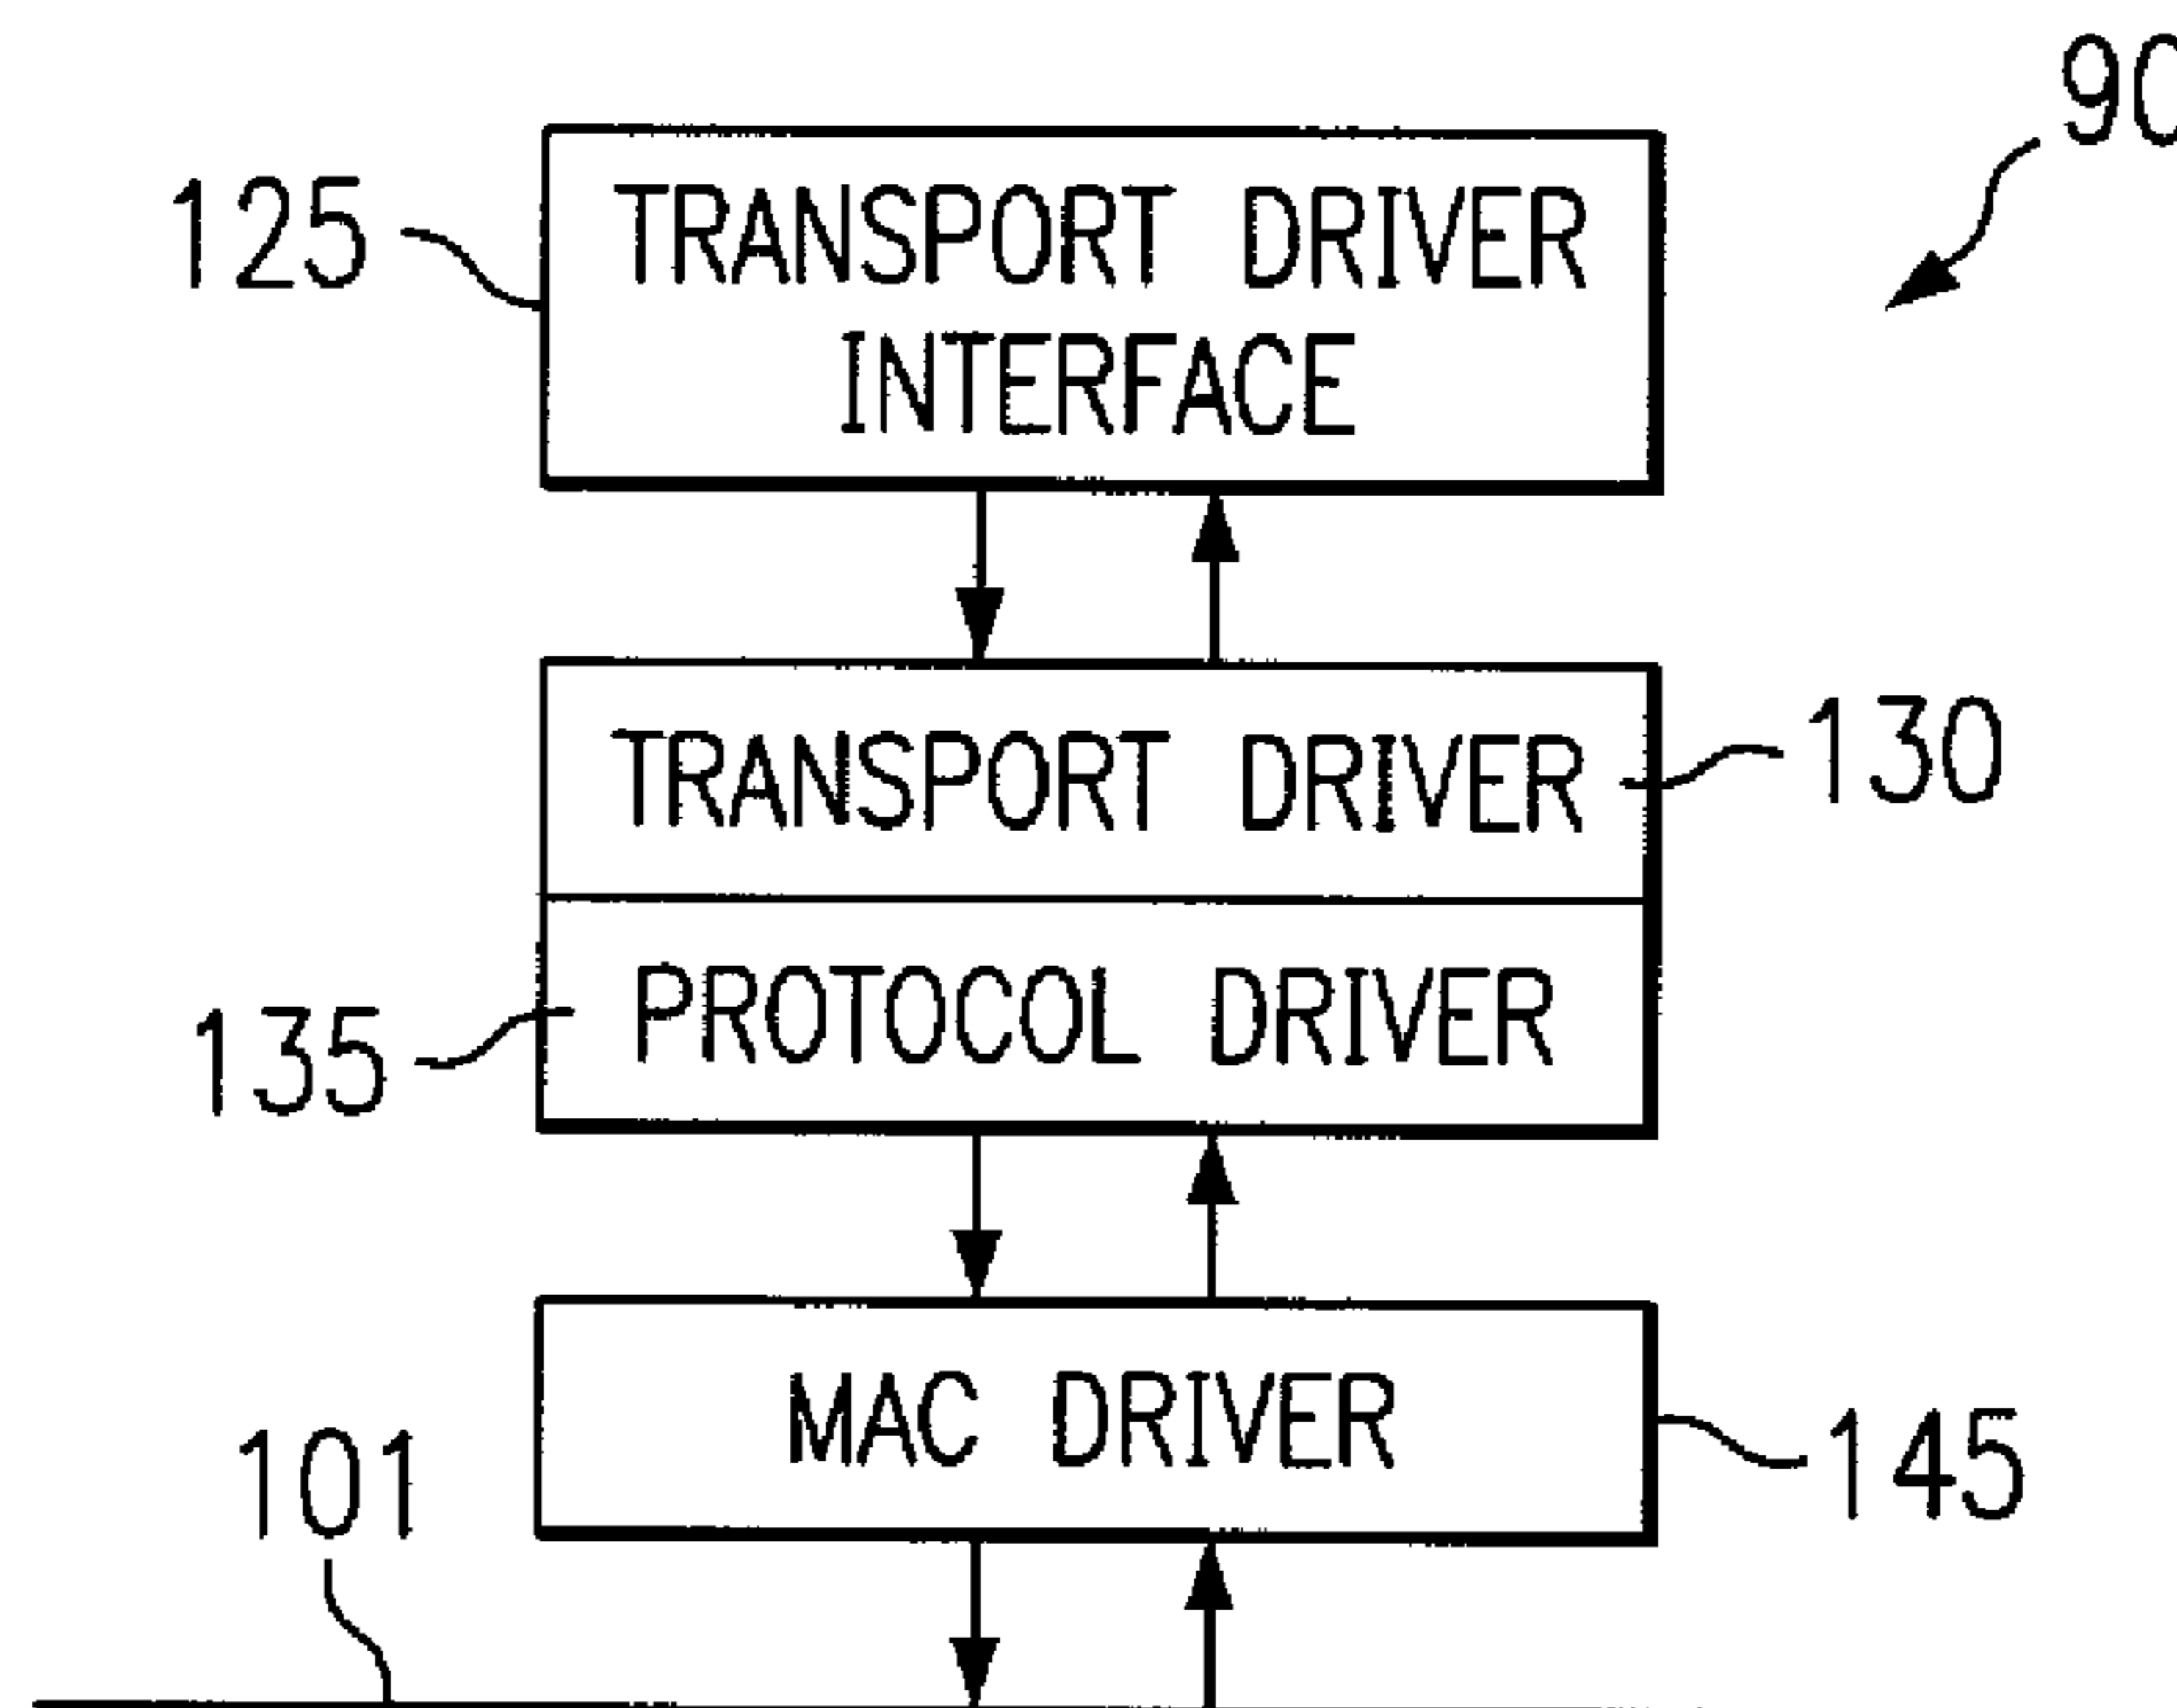 90
125
TRANSPORT DRIVER
INTERFACE
TRANSPORT DRIVER
130
PROTOCOL DRIVER
135
MAC DRIVER
145
101